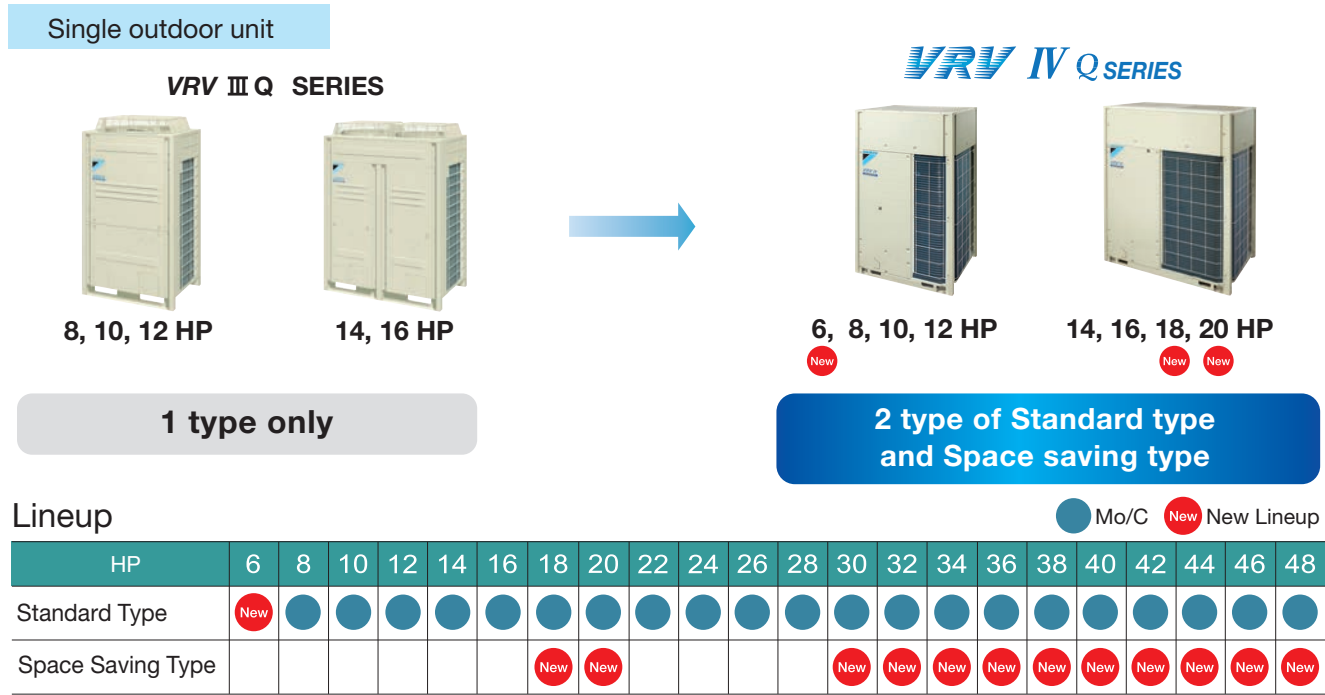 Single outdoor unit
VRV Ⅲ Q SERIES
VRV IV Q SERIES
8, 10, 12 HP
14, 16 HP
6, 8, 10, 12 HP
14, 16, 18, 20 HP
New
New New
1 type only
2 type of Standard type
and Space saving type
Lineup
Mo/C New New Lineup
HP 6 8 10 12 14 16 18 20 22 24 26 28 30 32 34 36 38 40 42 44 46 48
Standard Type New
Space Saving Type New New New New New New New New New New New New